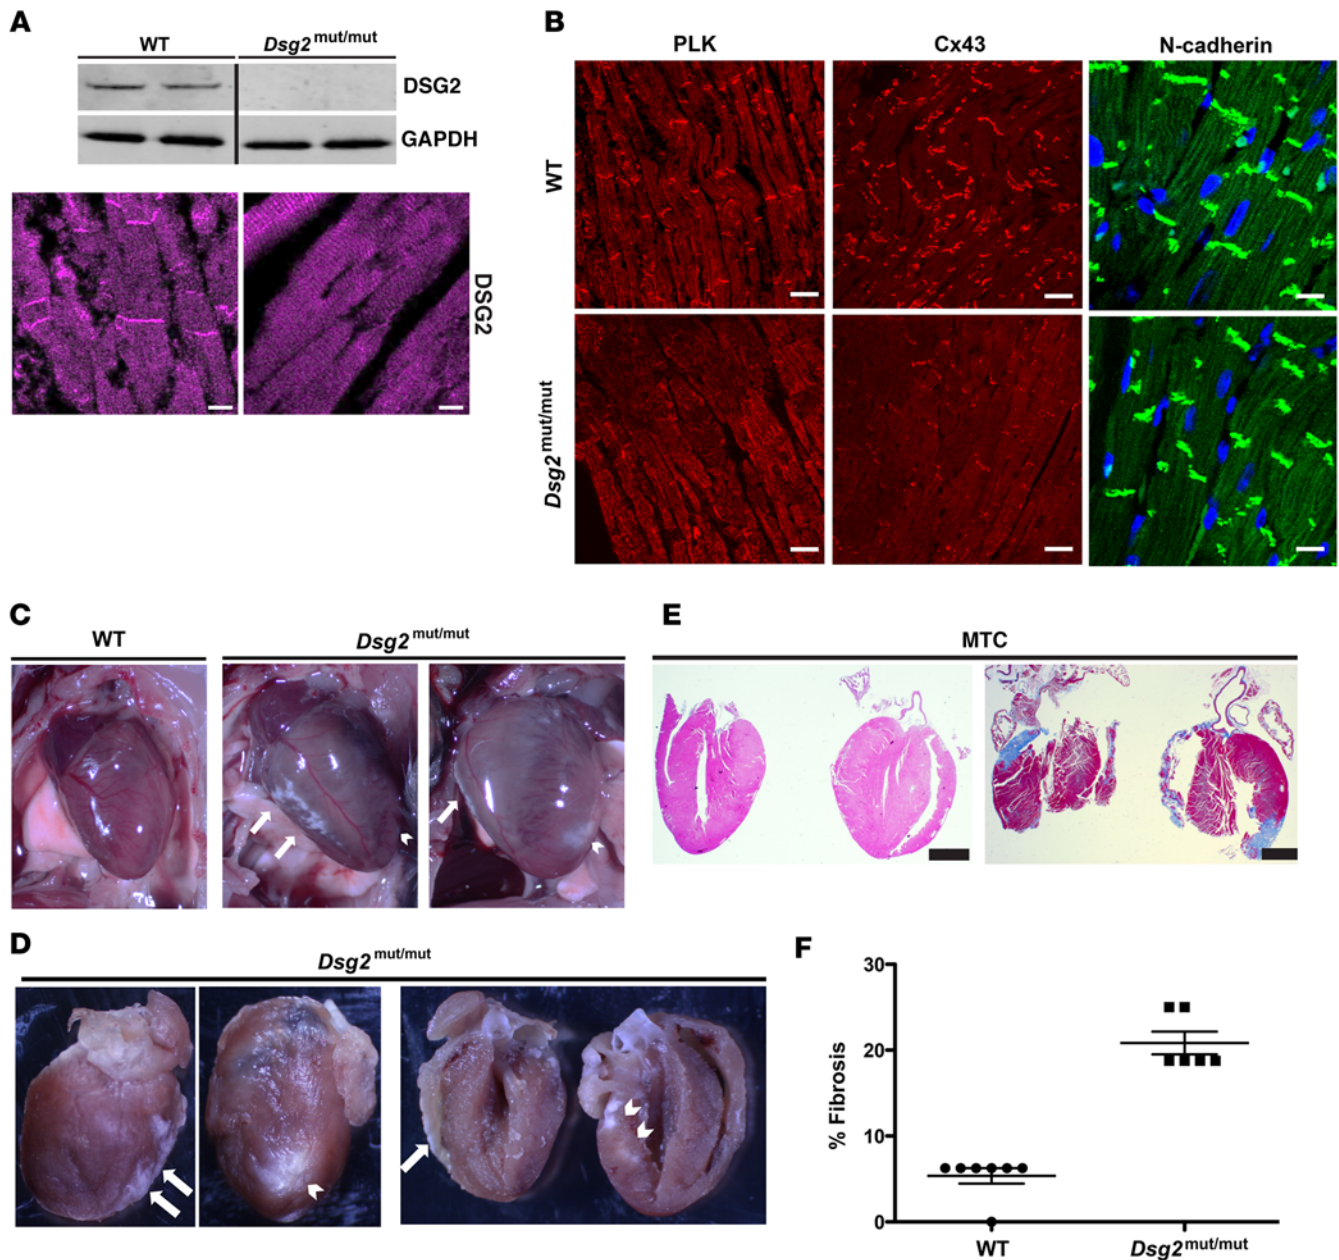 A
WT Dsg2 mut/mut
DSG2
GAPDH
DSG2
B
PLK Cx43 N-cadherin
WT
Dsg2 mut/mut
C
WT Dsg2 mut/mut
D
Dsg2 mut/mut
E
MTC
F
30
20
10
0
% Fibrosis
WT Dsg2 mut/mut